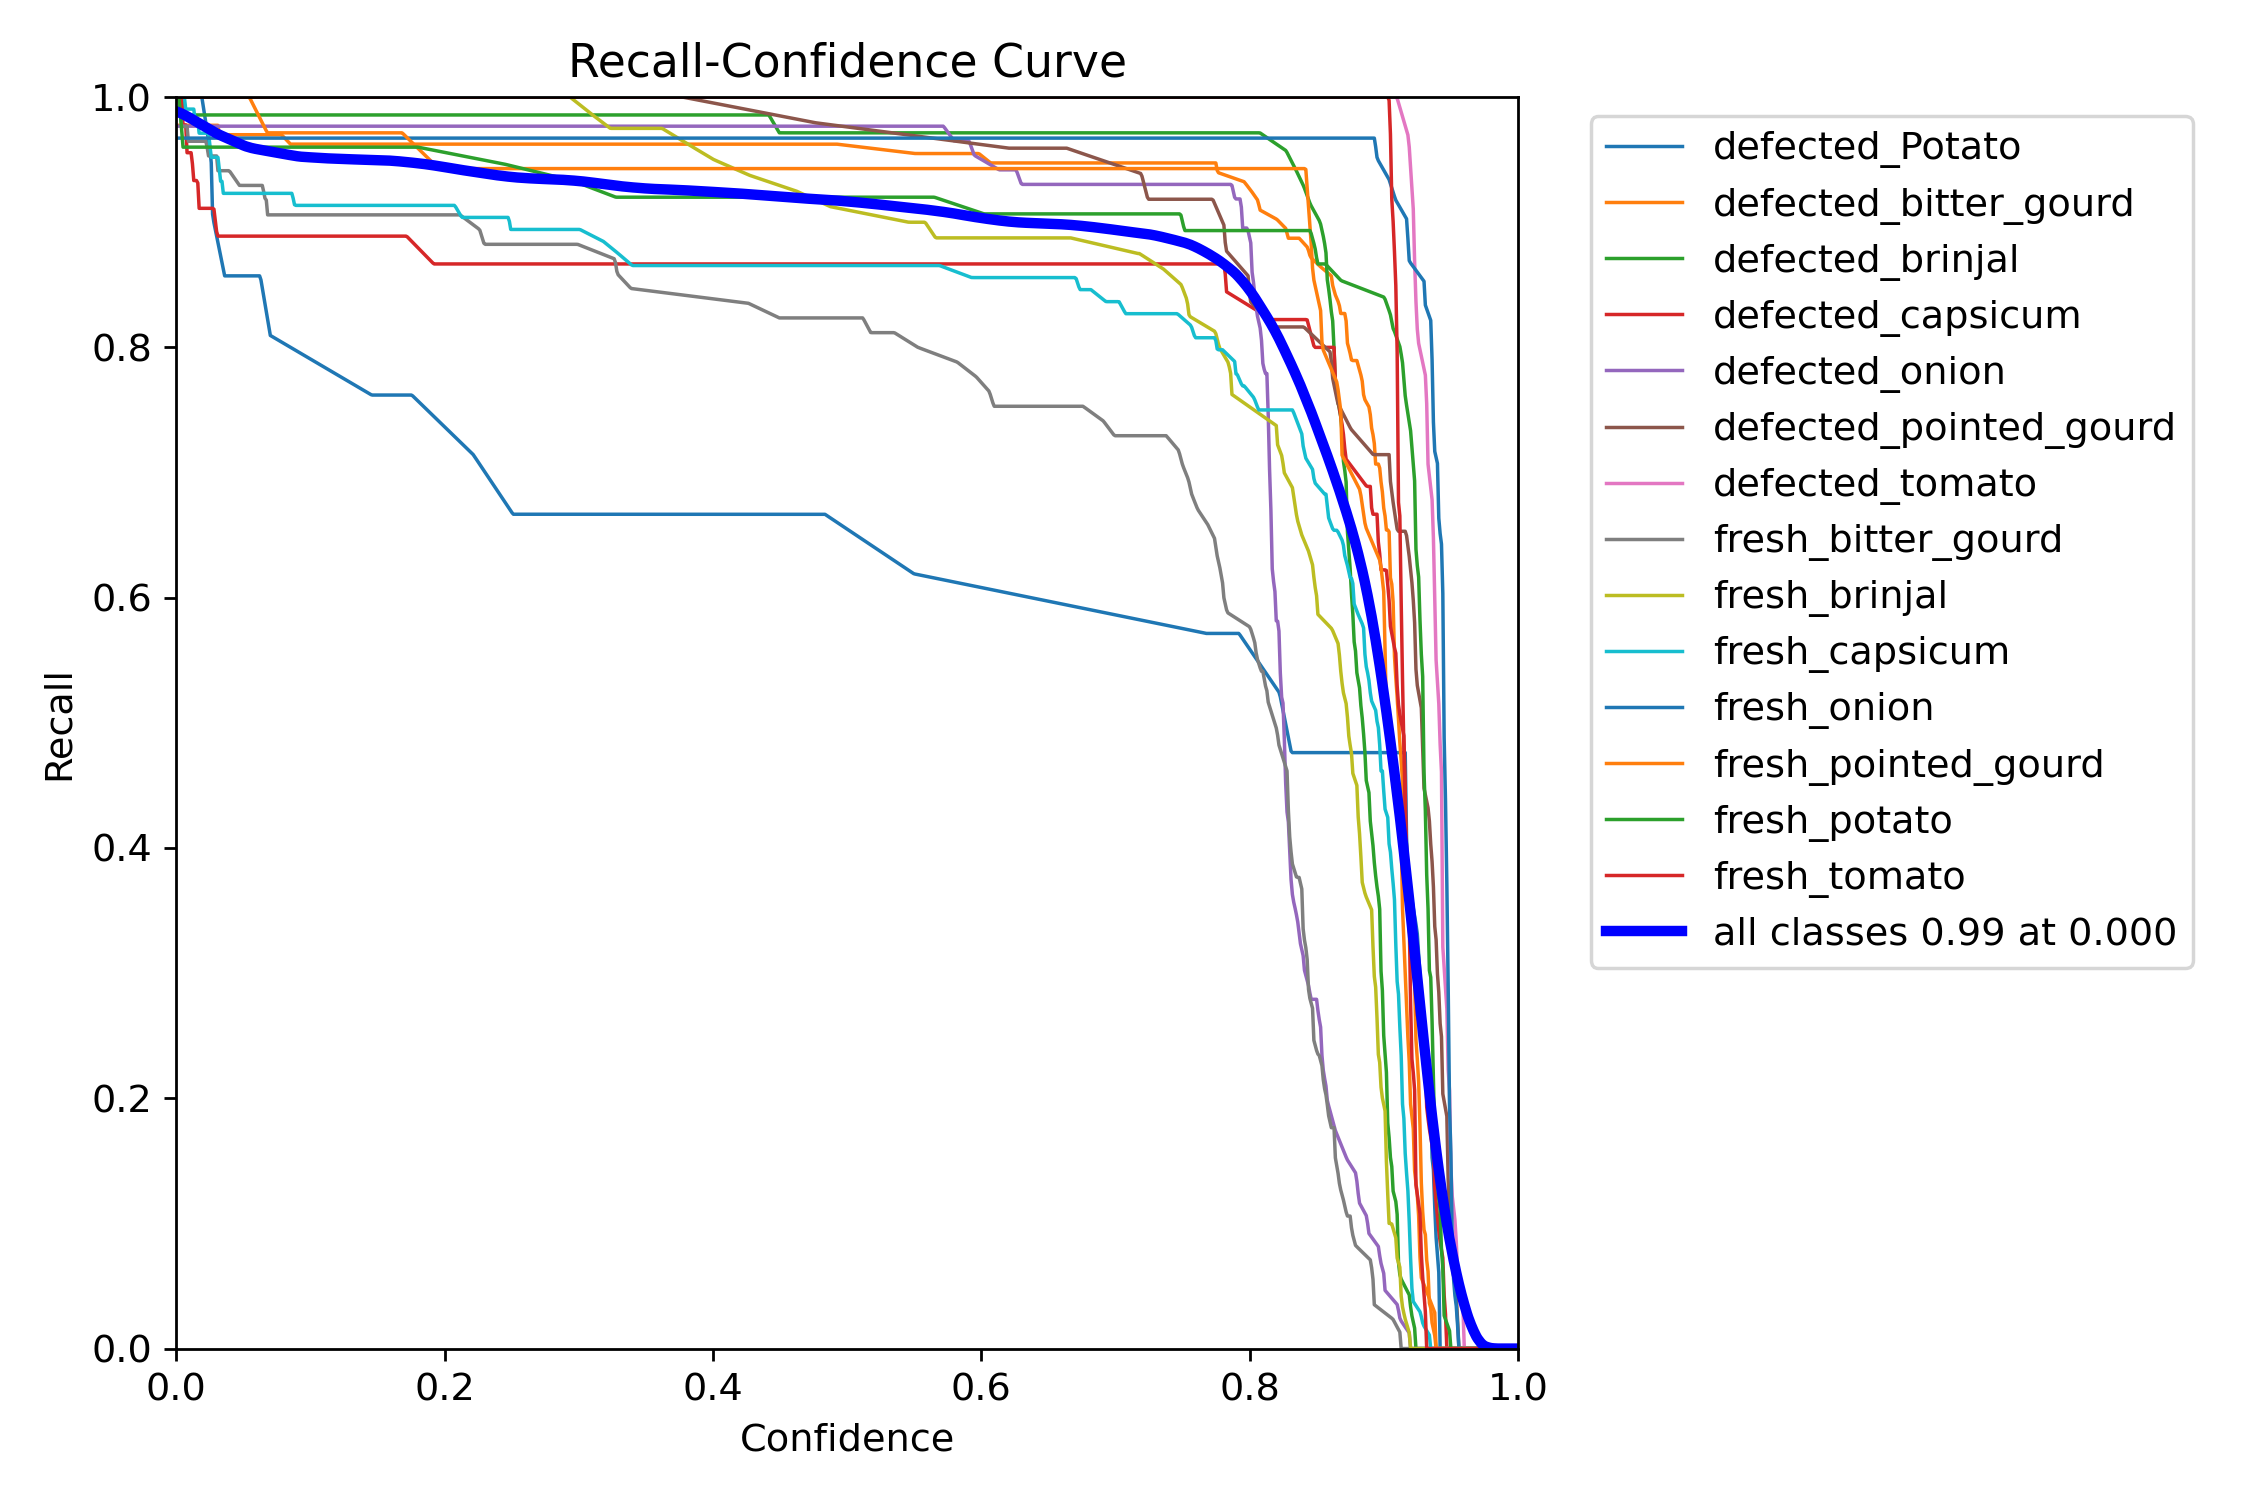 Recall-Confidence Curve
1.0
0.8
0.6
0.4
0.2
0.0
Recall
0.0 0.2 0.4 0.6 0.8 1.0
Confidence
defected_Potato
defected_bitter_gourd
defected_brinjal
defected_capsicum
defected_onion
defected_pointed_gourd
defected_tomato
fresh_bitter_gourd
fresh_brinjal
fresh_capsicum
fresh_onion
fresh_pointed_gourd
fresh_potato
fresh_tomato
all classes 0.99 at 0.000